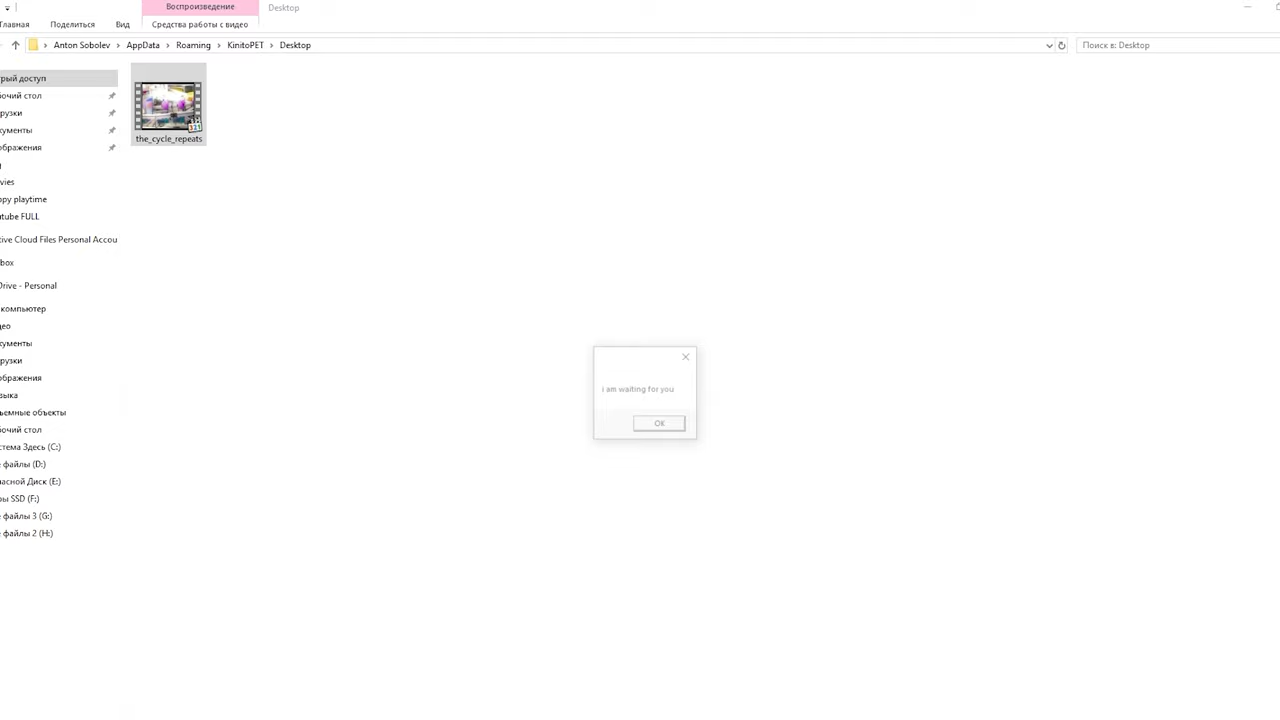 Воспроизведение
Desktop
Главная
Поделиться
Вид
Средства работы с видео
Anton Sobolev > AppData > Roaming > KinitoPET > Desktop
Поиск в: Desktop
рый доступ
очий стол
рузки
кументы
ображения
vies
ppy playtime
utube FULL
tive Cloud Files Personal Accou
box
Drive - Personal
компьютер
део
кументы
рузки
ображения
зыка
ъемные объекты
очий стол
стема Здесь (C:)
е файлы (D:)
асной Диск (E:)
ры SSD (F:)
е файлы 3 (G:)
е файлы 2 (H:)
321
the_cycle_repeats
i am waiting for you
OK